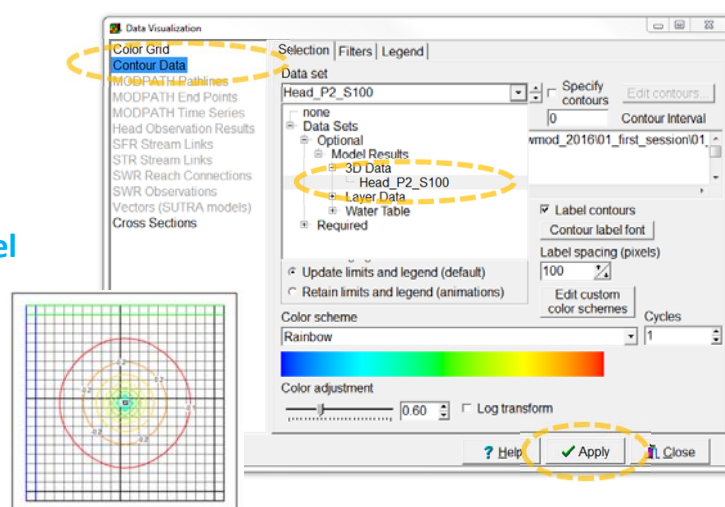 Data Visualization
Color Grid
Contour Data
MODPATH Pathlines
MODPATH End Points
MODPATH Time Series
Head Observation Results
SFR Stream Links
STR Stream Links
SWR Reach Connections
SWR Observations
Vectors (SUTRA models)
Cross Sections
Selection Filters Legend
Data set
Head_P2_S100
Specify contours
Edit contours...
0 Contour Interval
none
Data Sets
Optional
Model Results
3D Data
Head_P2_S100
Layer Data
Water Table
Required
wmod_2016\01_first_session\01_
Label contours
Contour label font
Label spacing (pixels)
100
Update limits and legend (default)
Retain limits and legend (animations)
Edit custom color schemes
Color scheme
Cycles
Rainbow
1
Color adjustment
0.60
Log transform
? Help
Apply
Close
el